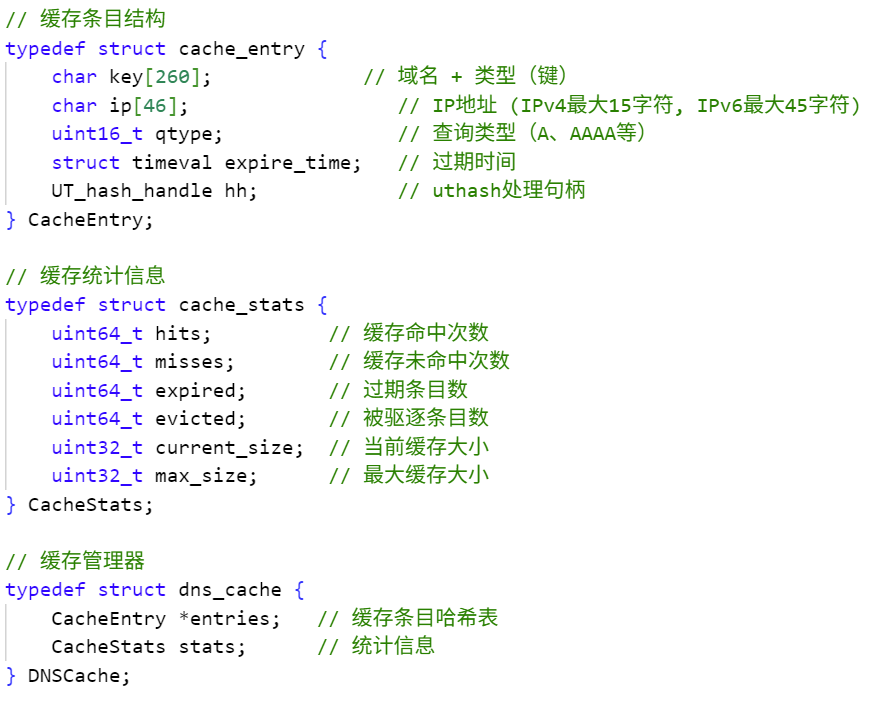 // 缓存条目结构
typedef struct cache_entry {
    char key[260];             // 域名 + 类型（键）
    char ip[46];                  // IP地址 (IPv4最大15字符, IPv6最大45字符)
    uint16_t qtype;               // 查询类型（A、AAAA等）
    struct timeval expire_time;   // 过期时间
    UT_hash_handle hh;            // uthash处理句柄
} CacheEntry;

// 缓存统计信息
typedef struct cache_stats {
    uint64_t hits;          // 缓存命中次数
    uint64_t misses;        // 缓存未命中次数
    uint64_t expired;       // 过期条目数
    uint64_t evicted;       // 被驱逐条目数
    uint32_t current_size;  // 当前缓存大小
    uint32_t max_size;      // 最大缓存大小
} CacheStats;

// 缓存管理器
typedef struct dns_cache {
    CacheEntry *entries;   // 缓存条目哈希表
    CacheStats stats;      // 统计信息
} DNSCache;